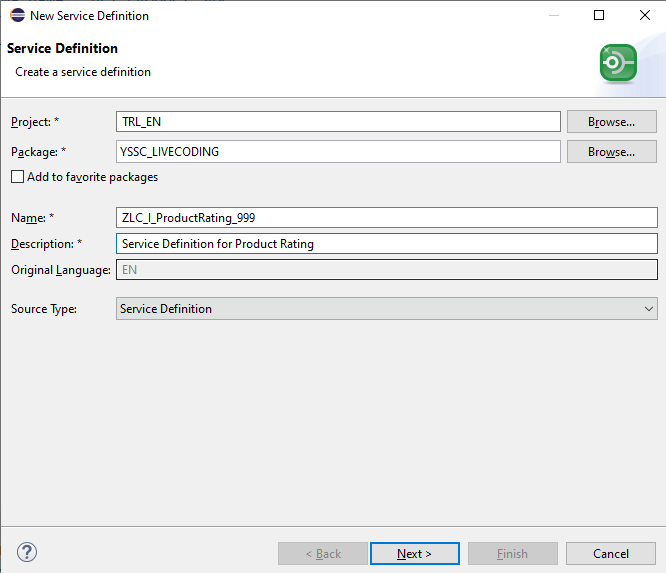 New Service Definition
Service Definition
Create a service definition
Project: * TRL_EN Browse...
Package: * YSSC_LIVECODING Browse...
Add to favorite packages
Name: * ZLC_I_ProductRating_999
Description: * Service Definition for Product Rating
Original Language: EN
Source Type: Service Definition
? < Back Next > Finish Cancel